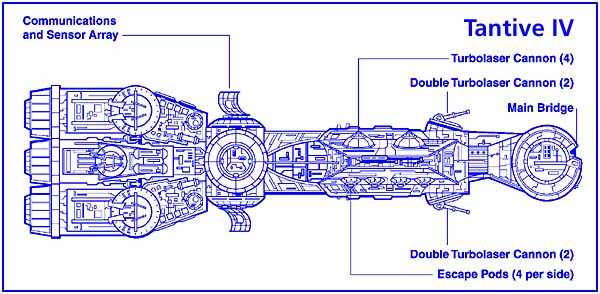 Tantive IV
Communications
and Sensor Array
Turbolaser Cannon (4)
Double Turbolaser Cannon (2)
Main Bridge
Double Turbolaser Cannon (2)
Escape Pods (4 per side)